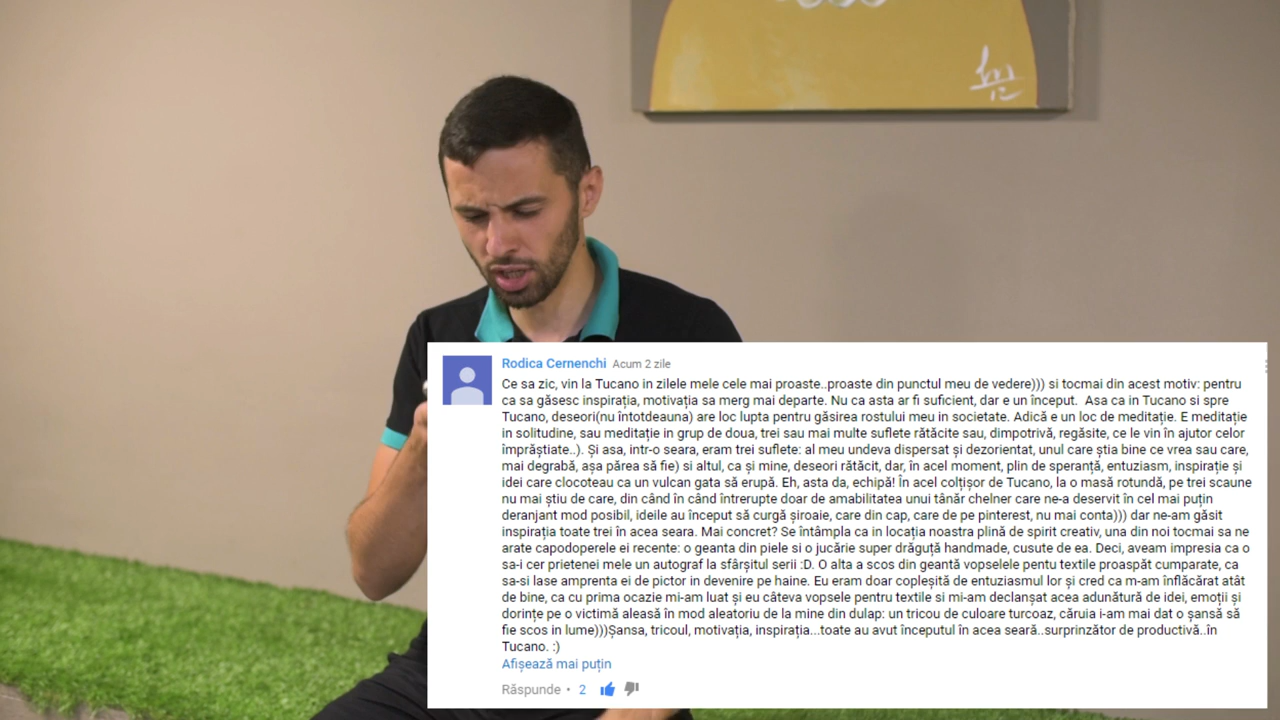 Rodica Cernenchi Acum 2 zile
Ce sa zic, vin la Tucano in zilele mele cele mai proaste..proaste din punctul meu de vedere))) si tocmai din acest motiv: pentru
ca sa găsesc inspirația, motivația sa merg mai departe. Nu ca asta ar fi suficient, dar e un început.  Asa ca in Tucano si spre
Tucano, deseori(nu întotdeauna) are loc lupta pentru găsirea rostului meu in societate. Adică e un loc de meditație. E meditație
in solitudine, sau meditație in grup de doua, trei sau mai multe suflete rătăcite sau, dimpotrivă, regăsite, ce le vin în ajutor celor
împrăștiate..). Și asa, intr-o seara, eram trei suflete: al meu undeva dispersat și dezorientat, unul care știa bine ce vrea sau care,
mai degrabă, așa părea să fie) si altul, ca și mine, deseori rătăcit, dar, în acel moment, plin de speranță, entuziasm, inspirație și
idei care clocoteau ca un vulcan gata să erupă. Eh, asta da, echipă! În acel colțișor de Tucano, la o masă rotundă, pe trei scaune
nu mai știu de care, din când în când întrerupte doar de amabilitatea unui tânăr chelner care ne-a deservit în cel mai puțin
deranjant mod posibil, ideile au început să curgă șiroaie, care din cap, care de pe pinterest, nu mai conta))) dar ne-am găsit
inspirația toate trei în acea seara. Mai concret? Se întâmpla ca in locația noastra plină de spirit creativ, una din noi tocmai sa ne
arate capodoperele ei recente: o geanta din piele si o jucărie super drăguță handmade, cusute de ea. Deci, aveam impresia ca o
sa-i cer prietenei mele un autograf la sfârșitul serii :D. O alta a scos din geantă vopselele pentu textile proaspăt cumparate, ca
sa-si lase amprenta ei de pictor in devenire pe haine. Eu eram doar copleșită de entuziasmul lor și cred ca m-am înflăcărat atât
de bine, ca cu prima ocazie mi-am luat și eu câteva vopsele pentru textile si mi-am declanșat acea adunătură de idei, emoții și
dorințe pe o victimă aleasă în mod aleatoriu de la mine din dulap: un tricou de culoare turcoaz, căruia i-am mai dat o șansă să
fie scos in lume)))Șansa, tricoul, motivația, inspirația...toate au avut începutul în acea seară..surprinzător de productivă..în
Tucano. :)
Afișează mai puțin
Răspunde • 2